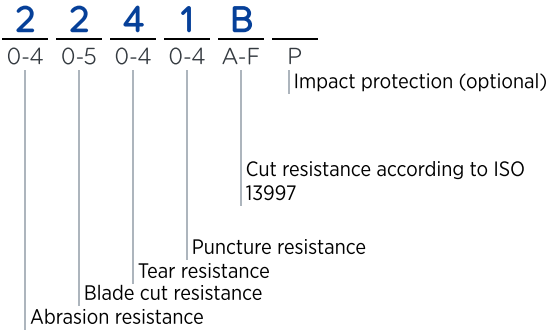 2 2 4 1 B
0-4 0-5 0-4 0-4 A-F P
Impact protection (optional)
Cut resistance according to ISO
13997
Puncture resistance
Tear resistance
Blade cut resistance
Abrasion resistance